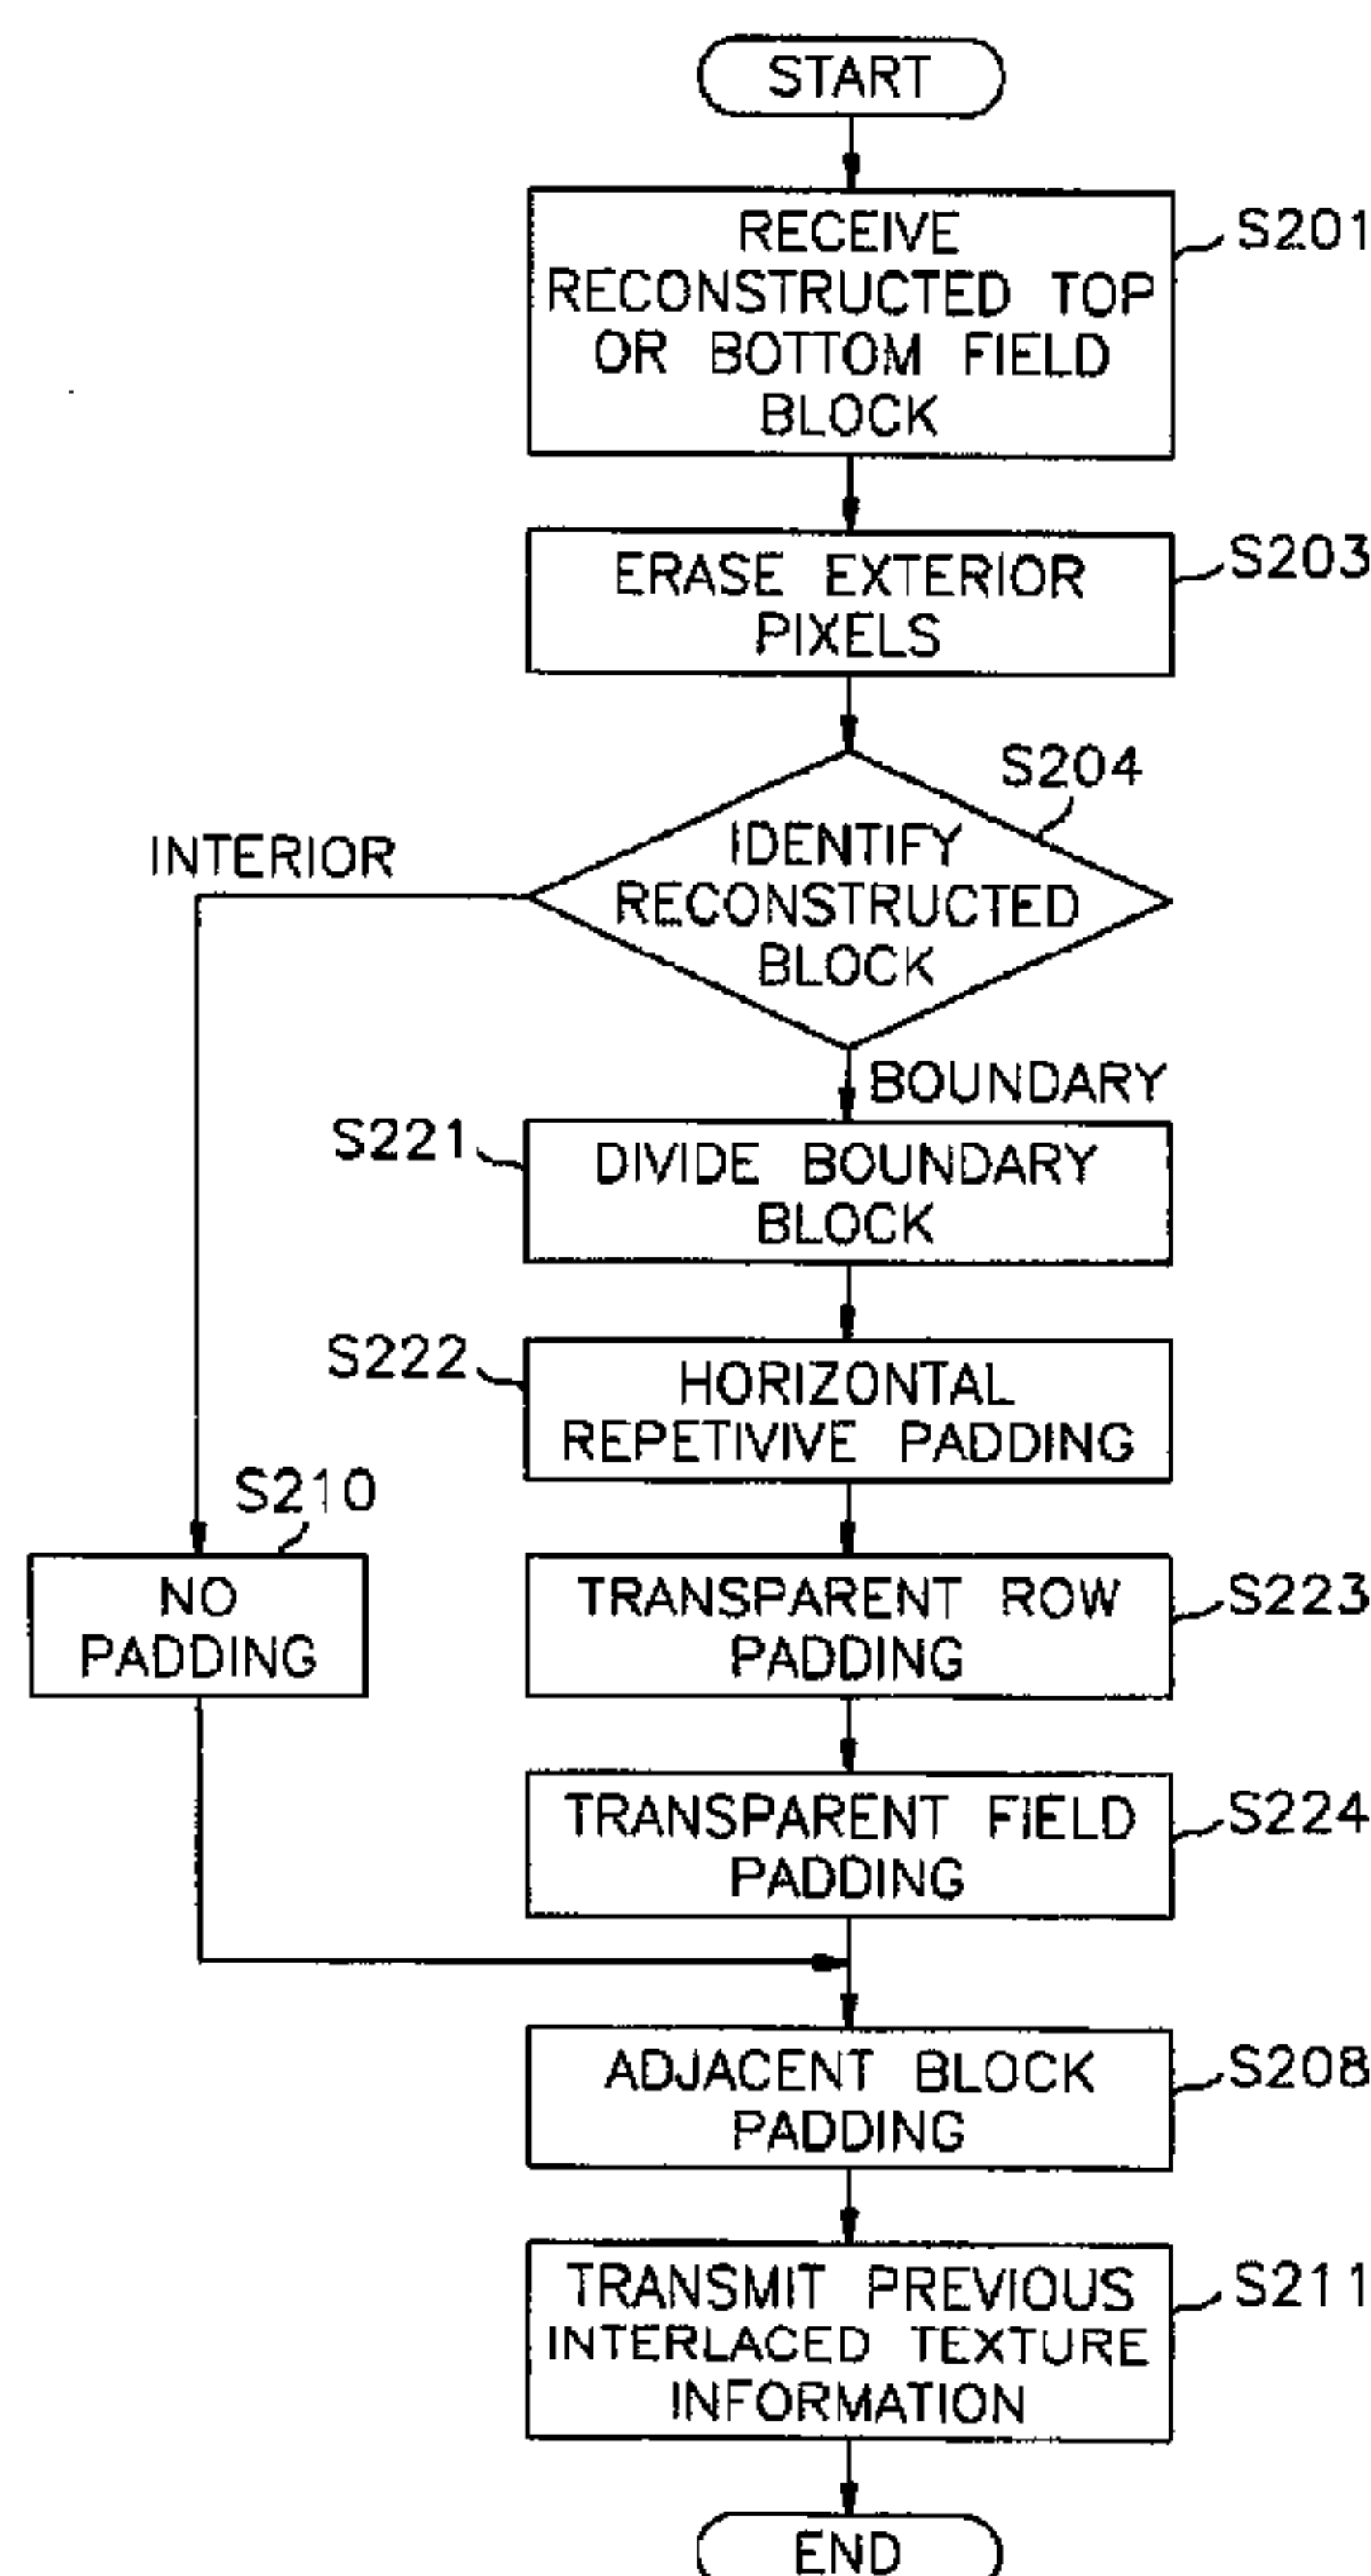 START
RECEIVE
RECONSTRUCTED TOP
OR BOTTOM FIELD
BLOCK
S201
ERASE EXTERIOR
PIXELS
S203
S204
IDENTIFY
RECONSTRUCTED
BLOCK
INTERIOR
BOUNDARY
S221
DIVIDE BOUNDARY
BLOCK
S222
HORIZONTAL
REPETIVIVE PADDING
S210
NO
PADDING
TRANSPARENT ROW
PADDING
S223
TRANSPARENT FIELD
PADDING
S224
ADJACENT BLOCK
PADDING
S208
TRANSMIT PREVIOUS
INTERLACED TEXTURE
INFORMATION
S211
END